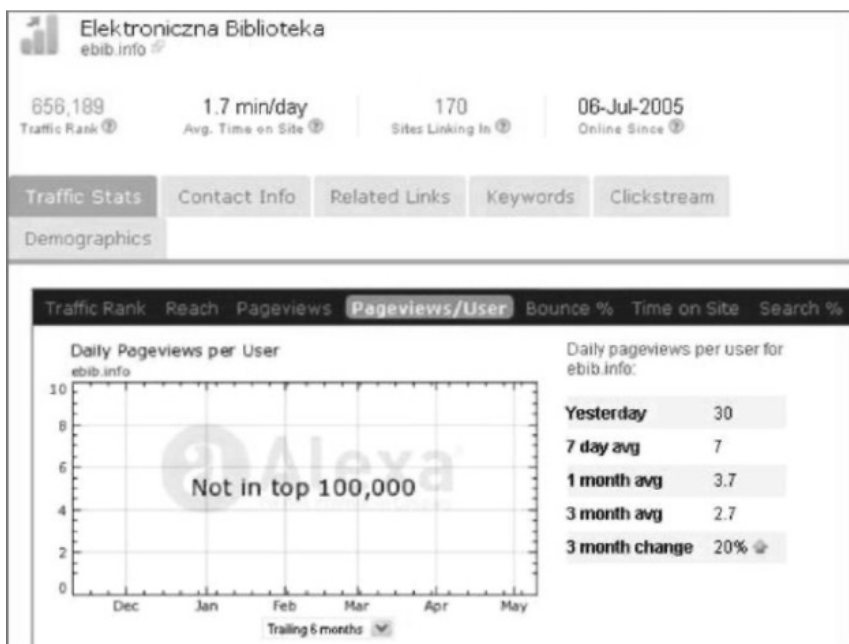 Elektroniczna Biblioteka
ebib.info
656,189 1.7 min/day 170 06-Jul-2005
Traffic Rank Avg. Time on Site Sites Linking In Online Since
Traffic Stats Contact Info Related Links Keywords Clickstream
Demographics
Traffic Rank Reach Pageviews Pageviews/User Bounce % Time on Site Search %
Daily Pageviews per User
ebib.info
Daily pageviews per user for
ebib.info:
10
8
6
4
2
0
Alexa
Not in top 100,000
Dec Jan Feb Mar Apr May
Trailing 6 months
Yesterday 30
7 day avg 7
1 month avg 3.7
3 month avg 2.7
3 month change 20%